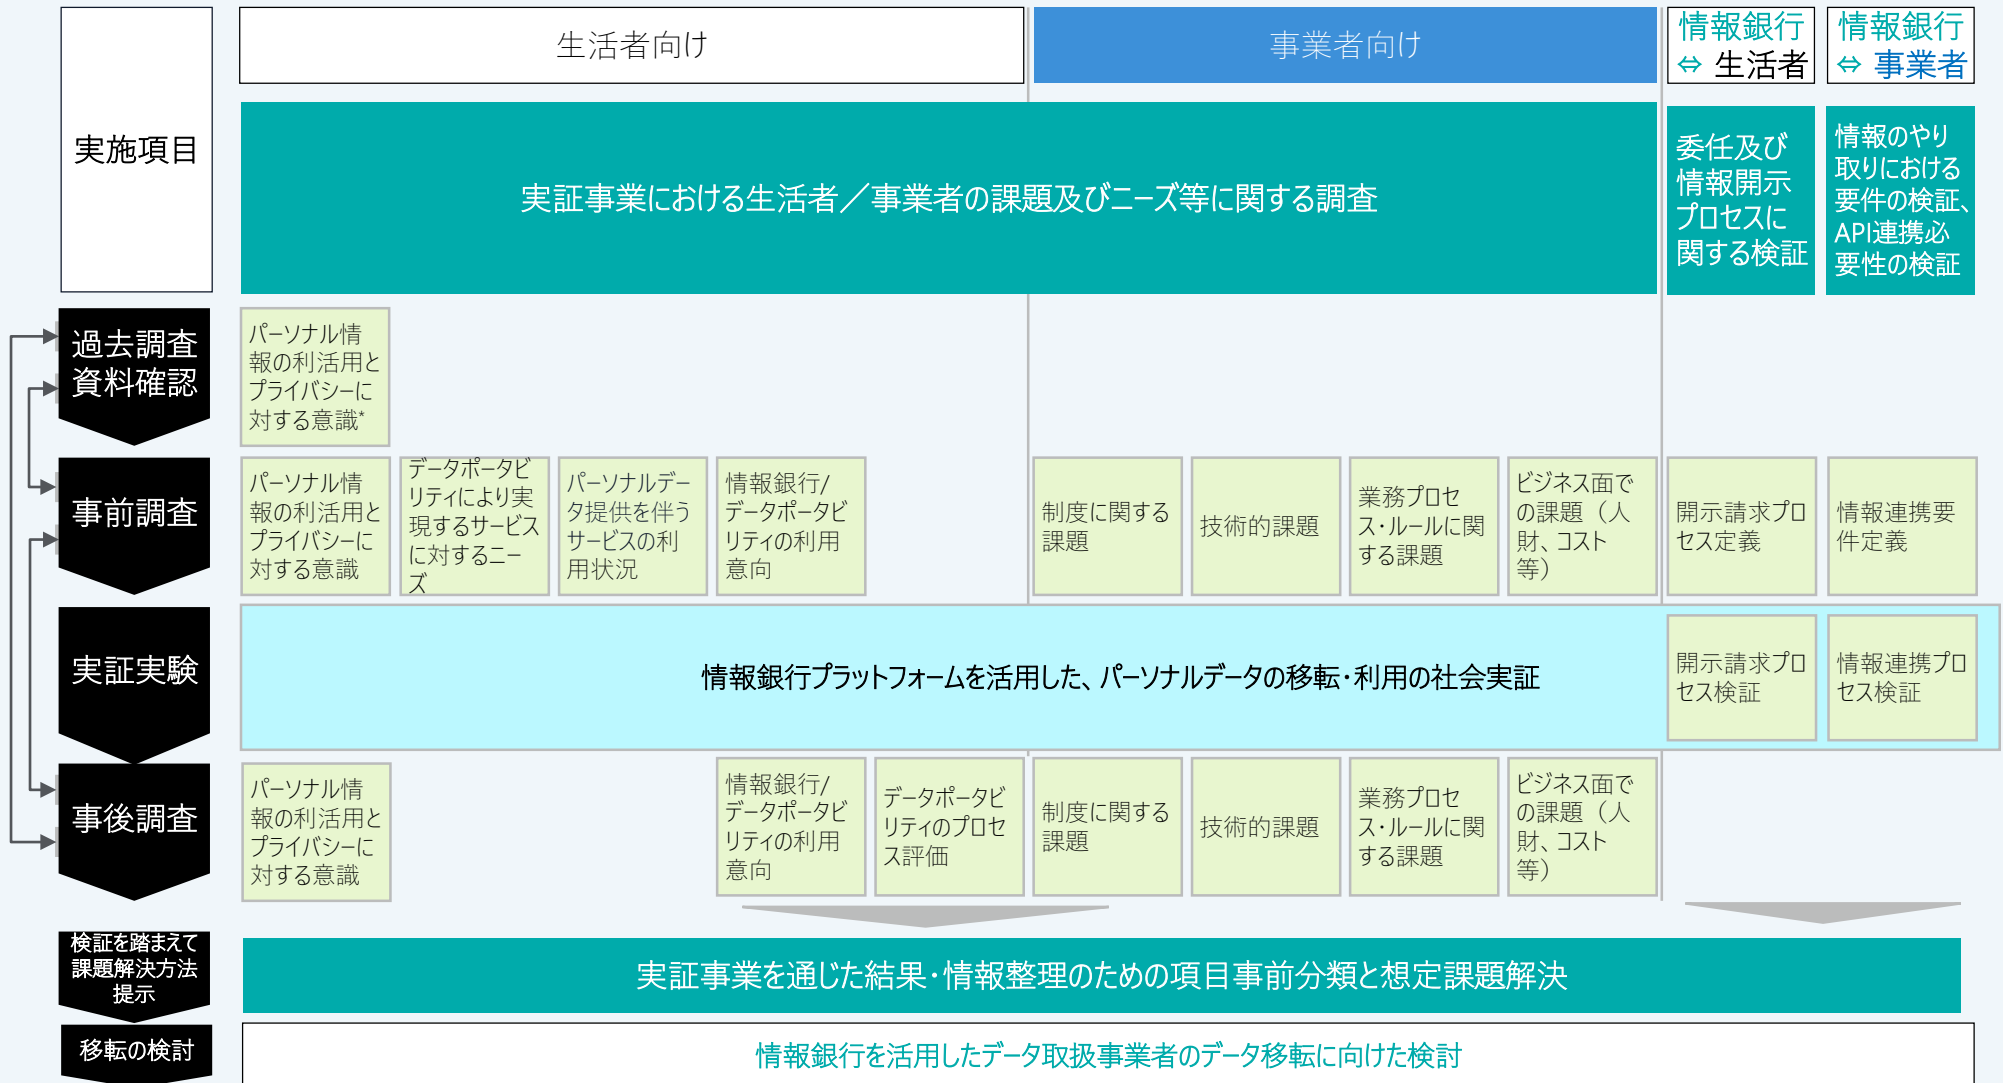 実施項目
生活者向け
事業者向け
情報銀行
⇔ 生活者
情報銀行
⇔ 事業者
実証事業における生活者／事業者の課題及びニーズ等に関する調査
委任及び
情報開示
プロセスに
関する検証
情報のやり
取りにおける
要件の検証、
API連携必
要性の検証
過去調査
資料確認
パーソナル情
報の利活用と
プライバシーに
対する意識*
事前調査
パーソナル情
報の利活用と
プライバシーに
対する意識
データポータビ
リティにより実
現するサービス
に対するニー
ズ
パーソナルデー
タ提供を伴う
サービスの利
用状況
情報銀行/
データポータビ
リティの利用
意向
制度に関する
課題
技術的課題
業務プロセ
ス・ルールに関
する課題
ビジネス面で
の課題（人
財、コスト
等）
開示請求プロ
セス定義
情報連携要
件定義
実証実験
情報銀行プラットフォームを活用した、パーソナルデータの移転・利用の社会実証
開示請求プロ
セス検証
情報連携プロ
セス検証
事後調査
パーソナル情
報の利活用と
プライバシーに
対する意識
情報銀行/
データポータビ
リティの利用
意向
データポータビ
リティのプロセ
ス評価
制度に関する
課題
技術的課題
業務プロセ
ス・ルールに関
する課題
ビジネス面で
の課題（人
財、コスト
等）
検証を踏まえて
課題解決方法
提示
実証事業を通じた結果・情報整理のための項目事前分類と想定課題解決
移転の検討
情報銀行を活用したデータ取扱事業者のデータ移転に向けた検討